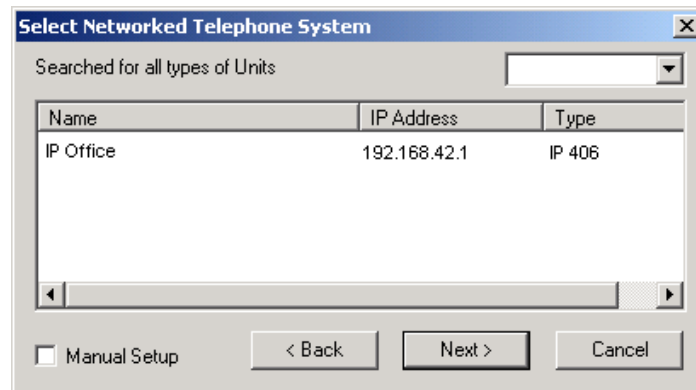 Select Networked Telephone System
Searched for all types of Units
Name IP Address Type
IP Office 192.168.42.1 IP 406
Manual Setup < Back Next > Cancel